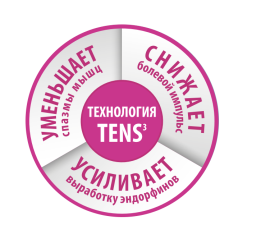 УМЕНЬШАЕТ
спазмы мышц
СНИЖАЕТ
болевой импульс
ТЕХНОЛОГИЯ
TENS³
УСИЛИВАЕТ
выработку эндорфинов